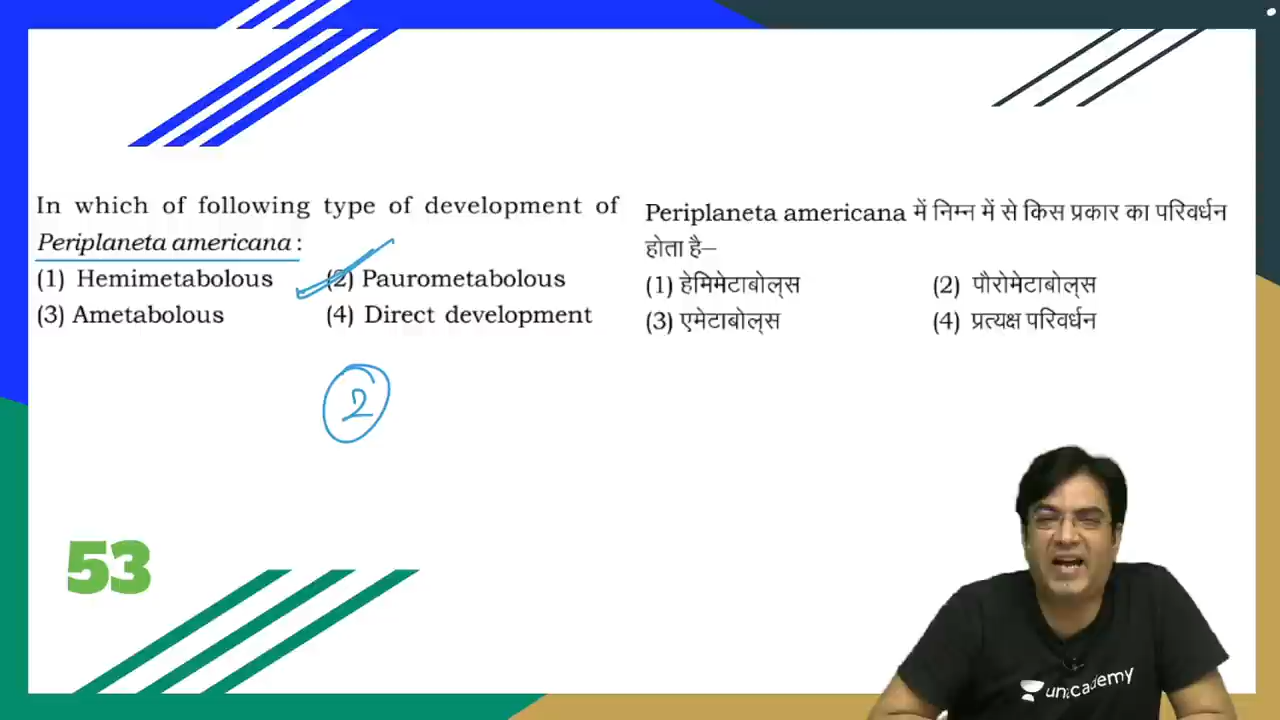 In which of following type of development of
Periplaneta americana :
(1) Hemimetabolous (2) Paurometabolous
(3) Ametabolous (4) Direct development
Periplaneta americana में निम्न में से किस प्रकार का परिवर्धन
होता है–
(1) हेमिमेटाबोल्‌स (2) पौरोमेटाबोल्‌स
(3) एमेटाबोल्‌स (4) प्रत्यक्ष परिवर्धन
2
53
unacademy